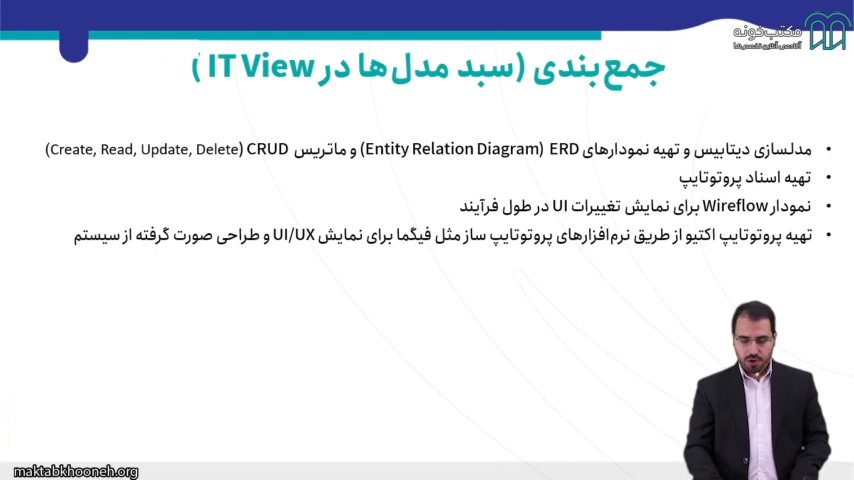 مکتب‌خونه
آکادمی آنلاین تخصص‌ها
جمع‌بندی (سبد مدل‌ها در IT View )
• مدلسازی دیتابیس و تهیه نمودارهای ERD (Entity Relation Diagram) و ماتریس CRUD (Create, Read, Update, Delete)
• تهیه اسناد پروتوتایپ
• نمودار Wireflow برای نمایش تغییرات UI در طول فرآیند
• تهیه پروتوتایپ اکتیو از طریق نرم‌افزارهای پروتوتایپ ساز مثل فیگما برای نمایش UI/UX و طراحی صورت گرفته از سیستم
maktabkhooneh.org